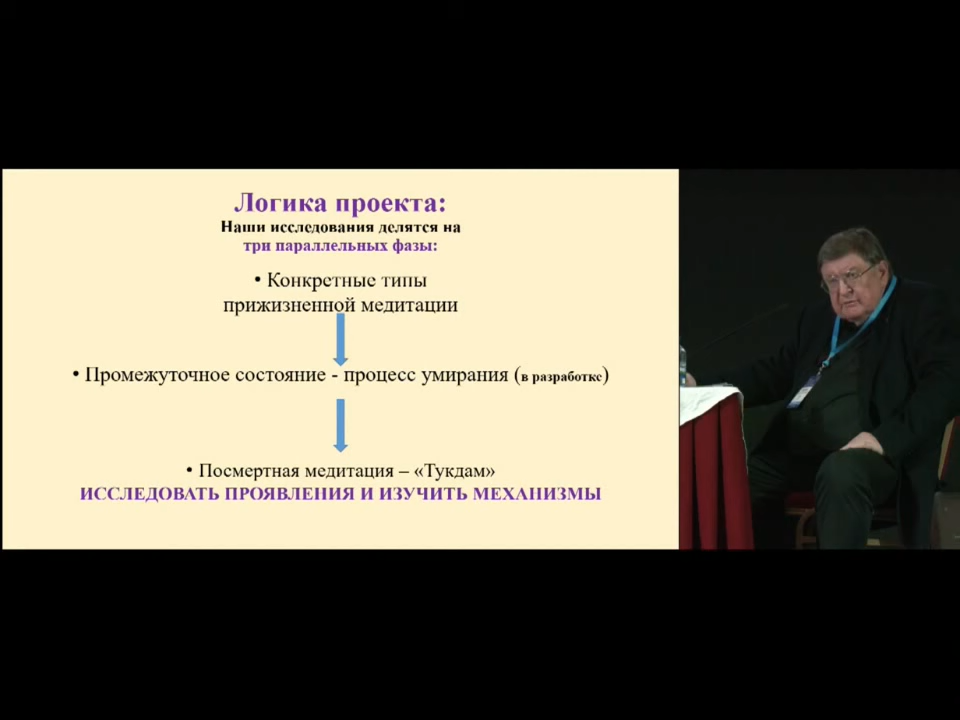 Логика проекта:
Наши исследования делятся на
три параллельных фазы:
• Конкретные типы
прижизненной медитации
• Промежуточное состояние - процесс умирания (в разработке)
• Посмертная медитация – «Тукдам»
ИССЛЕДОВАТЬ ПРОЯВЛЕНИЯ И ИЗУЧИТЬ МЕХАНИЗМЫ